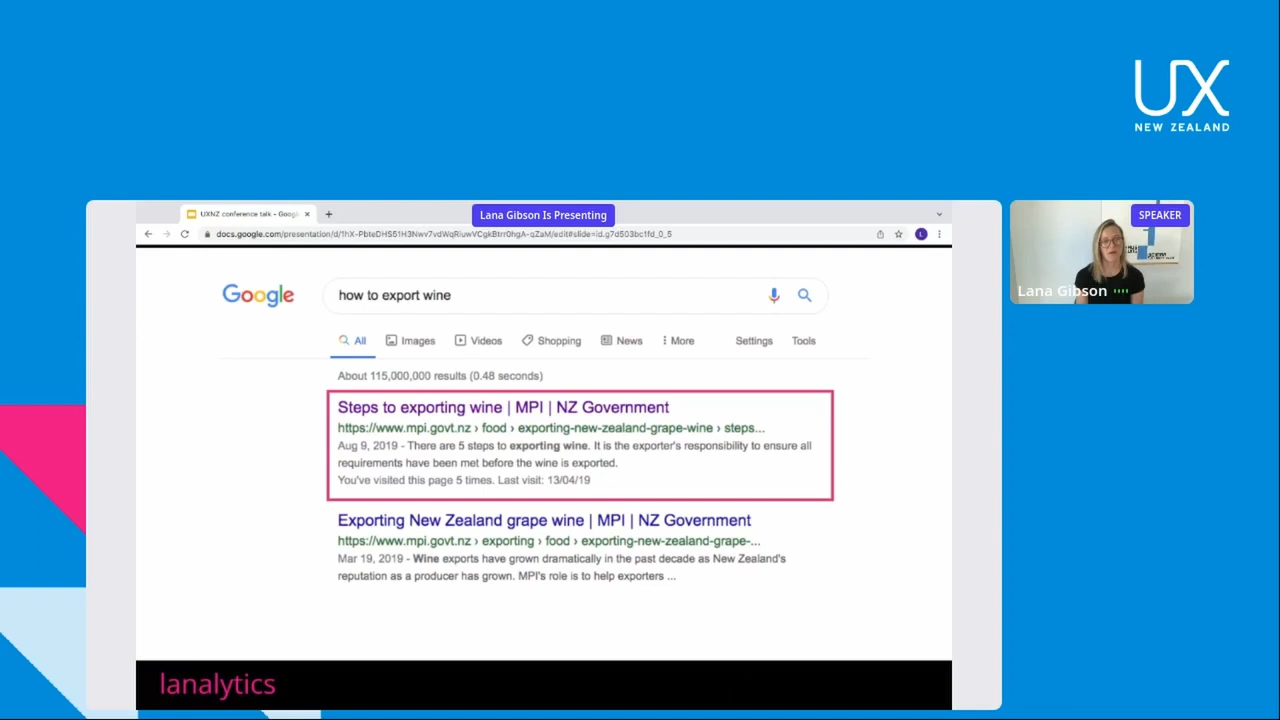 UX
NEW ZEALAND
UXNZ conference talk - Googl
Lana Gibson Is Presenting
SPEAKER
Lana Gibson
Google
how to export wine
All Images Videos Shopping News More Settings Tools
About 115,000,000 results (0.48 seconds)
Steps to exporting wine | MPI | NZ Government
https://www.mpi.govt.nz › food › exporting-new-zealand-grape-wine › steps...
Aug 9, 2019 - There are 5 steps to exporting wine. It is the exporter's responsibility to ensure all
requirements have been met before the wine is exported.
You've visited this page 5 times. Last visit: 13/04/19
Exporting New Zealand grape wine | MPI | NZ Government
https://www.mpi.govt.nz › exporting › food › exporting-new-zealand-grape-...
Mar 19, 2019 - Wine exports have grown dramatically in the past decade as New Zealand's
reputation as a producer has grown. MPI's role is to help exporters ...
lanalytics